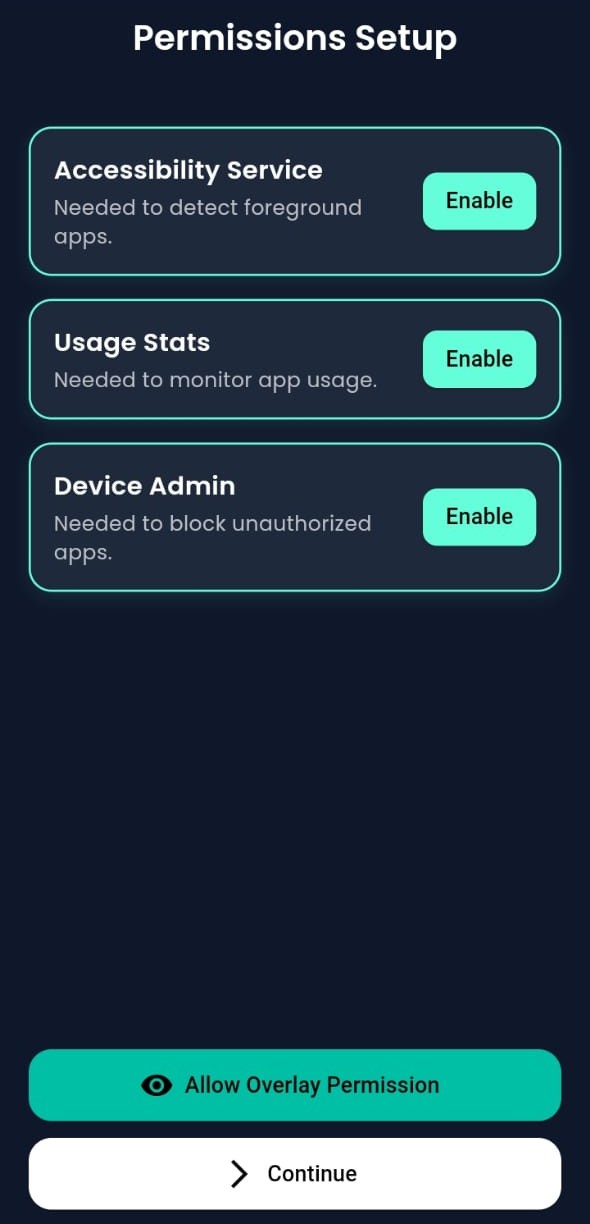 Permissions Setup
Accessibility Service
Needed to detect foreground
apps.
Enable
Usage Stats
Needed to monitor app usage.
Enable
Device Admin
Needed to block unauthorized
apps.
Enable
Allow Overlay Permission
Continue